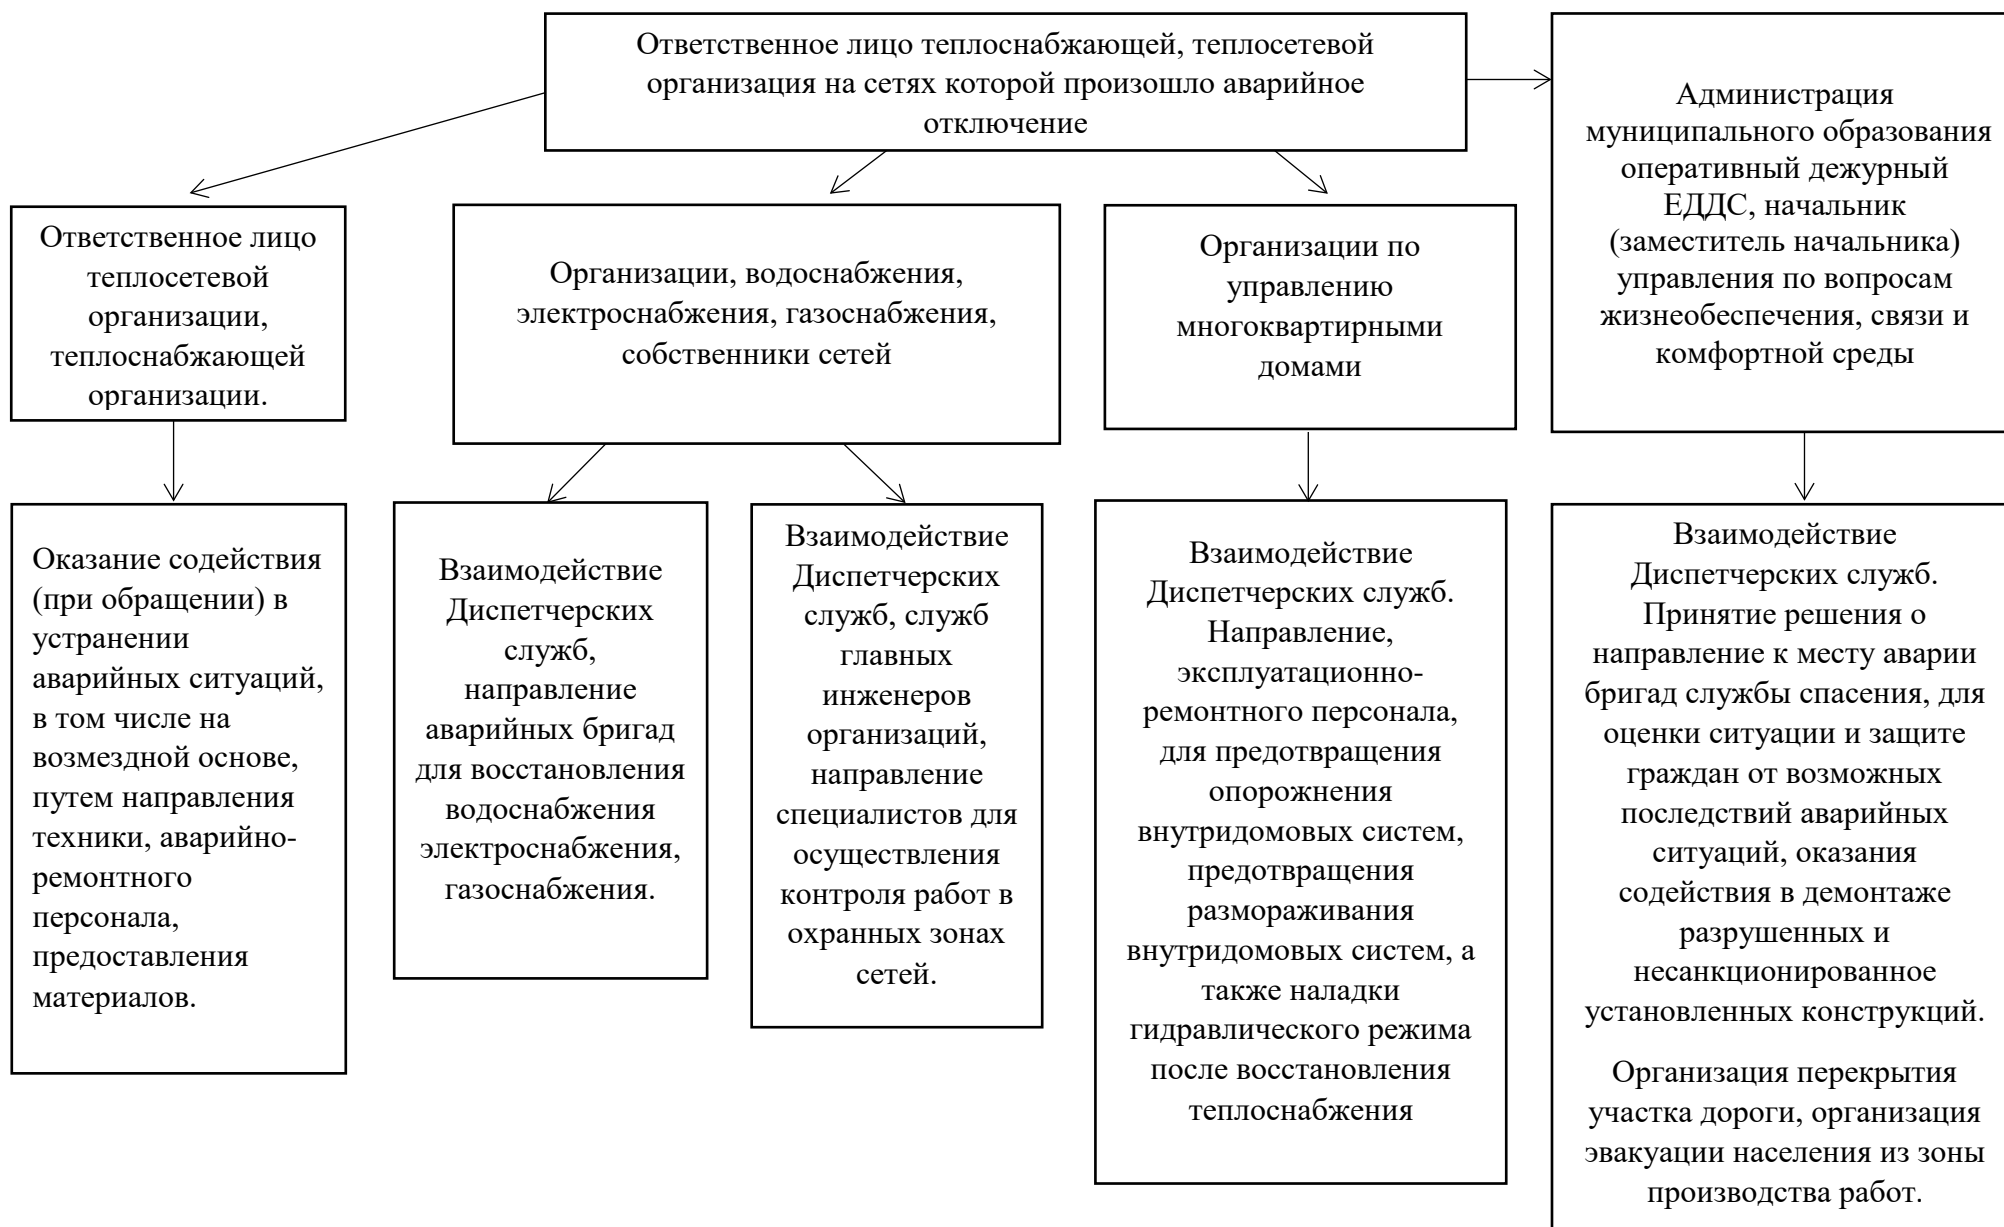 Ответственное лицо теплоснабжающей, теплосетевой
организация на сетях которой произошло аварийное
отключение
Администрация
муниципального образования
оперативный дежурный
ЕДДС, начальник
(заместитель начальника)
управления по вопросам
жизнеобеспечения, связи и
комфортной среды
Ответственное лицо
теплосетевой
организации,
теплоснабжающей
организации.
Организации, водоснабжения,
электроснабжения, газоснабжения,
собственники сетей
Организации по
управлению
многоквартирными
домами
Оказание содействия
(при обращении) в
устранении
аварийных ситуаций,
в том числе на
возмездной основе,
путем направления
техники, аварийно-
ремонтного
персонала,
предоставления
материалов.
Взаимодействие
Диспетчерских
служб,
направление
аварийных бригад
для восстановления
водоснабжения
электроснабжения,
газоснабжения.
Взаимодействие
Диспетчерских
служб, служб
главных
инженеров
организаций,
направление
специалистов для
осуществления
контроля работ в
охранных зонах
сетей.
Взаимодействие
Диспетчерских служб.
Направление,
эксплуатационно-
ремонтного персонала,
для предотвращения
опорожнения
внутридомовых систем,
предотвращения
размораживания
внутридомовых систем, а
также наладки
гидравлического режима
после восстановления
теплоснабжения
Взаимодействие
Диспетчерских служб.
Принятие решения о
направление к месту аварии
бригад службы спасения, для
оценки ситуации и защите
граждан от возможных
последствий аварийных
ситуаций, оказания
содействия в демонтаже
разрушенных и
несанкционированное
установленных конструкций.
Организация перекрытия
участка дороги, организация
эвакуации населения из зоны
производства работ.